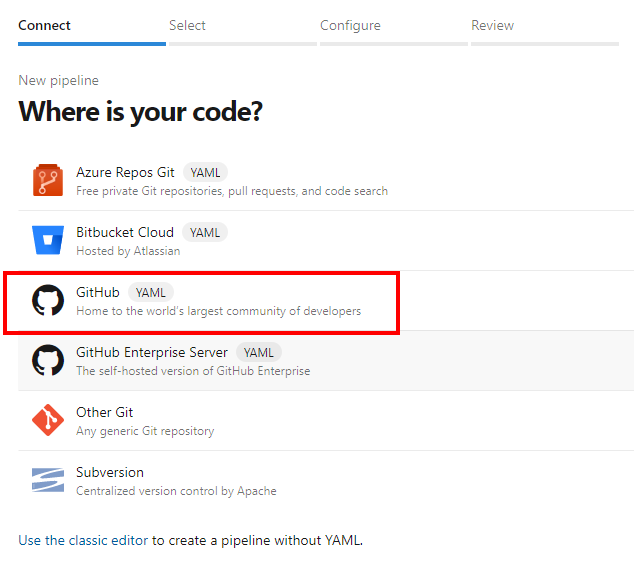 Connect Select Configure Review
New pipeline
Where is your code?
Azure Repos Git YAML
Free private Git repositories, pull requests, and code search
Bitbucket Cloud YAML
Hosted by Atlassian
GitHub YAML
Home to the world's largest community of developers
GitHub Enterprise Server YAML
The self-hosted version of GitHub Enterprise
Other Git
Any generic Git repository
Subversion
Centralized version control by Apache
Use the classic editor to create a pipeline without YAML.